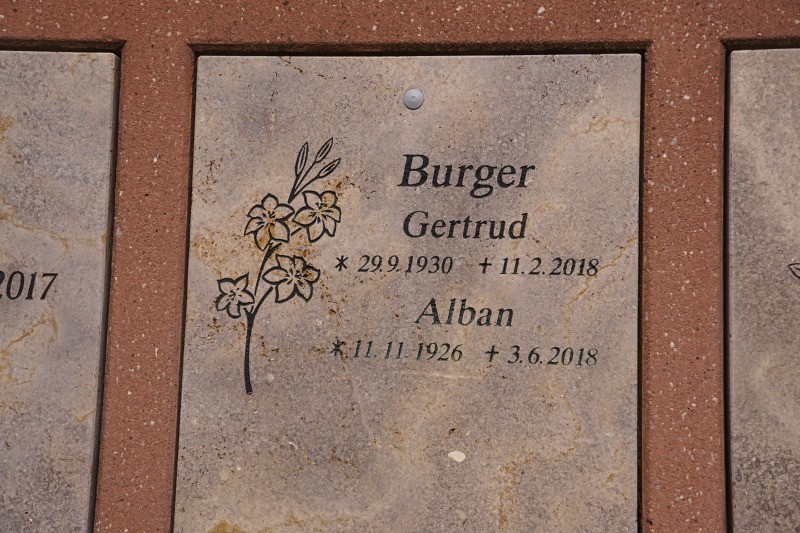 Burger
Gertrud
* 29.9.1930 + 11.2.2018
Alban
* 11.11.1926 + 3.6.2018
2017